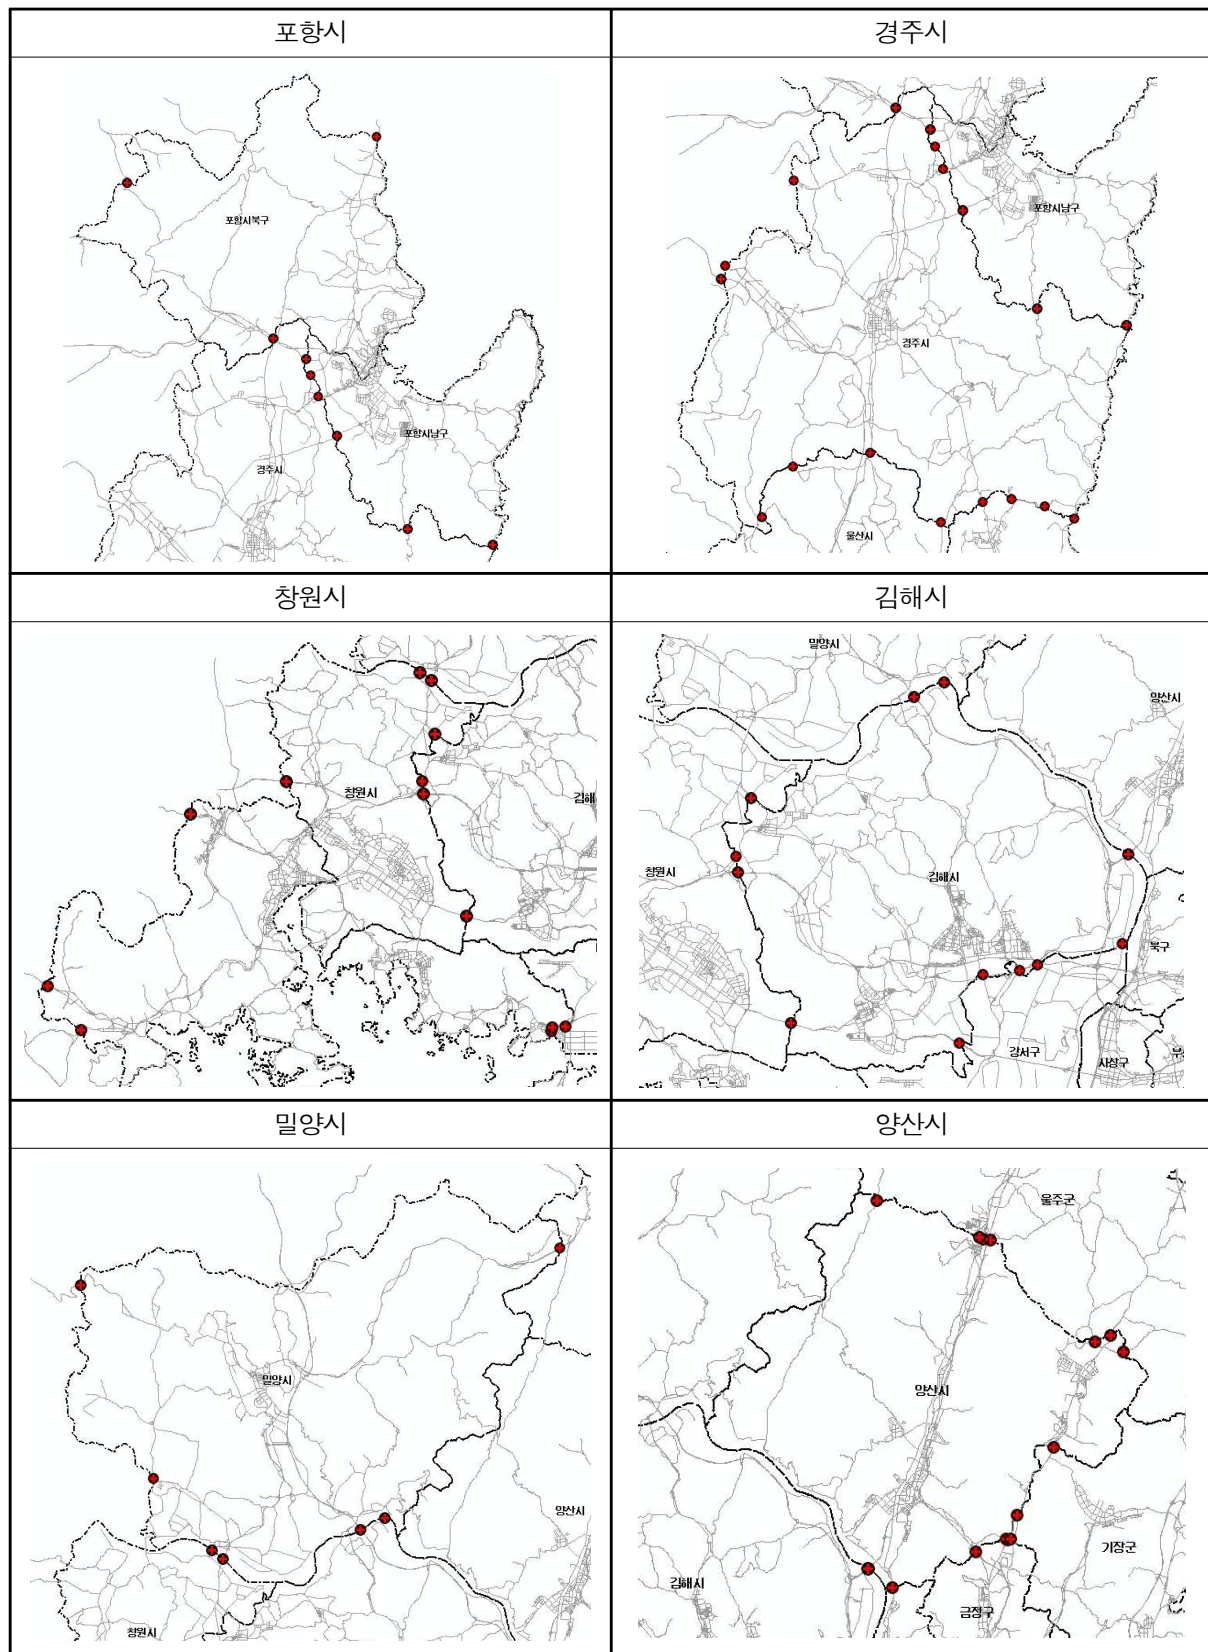 포항시
경주시
포항시북구
포항시남구
경주시
포항시남구
경주시
울산시
창원시
김해시
창원시
김해
밀양시
양산시
창원시
김해시
북구
강서구
사상구
밀양시
양산시
밀양시
양산시
창원시
울주군
양산시
기장군
김해시
금정구